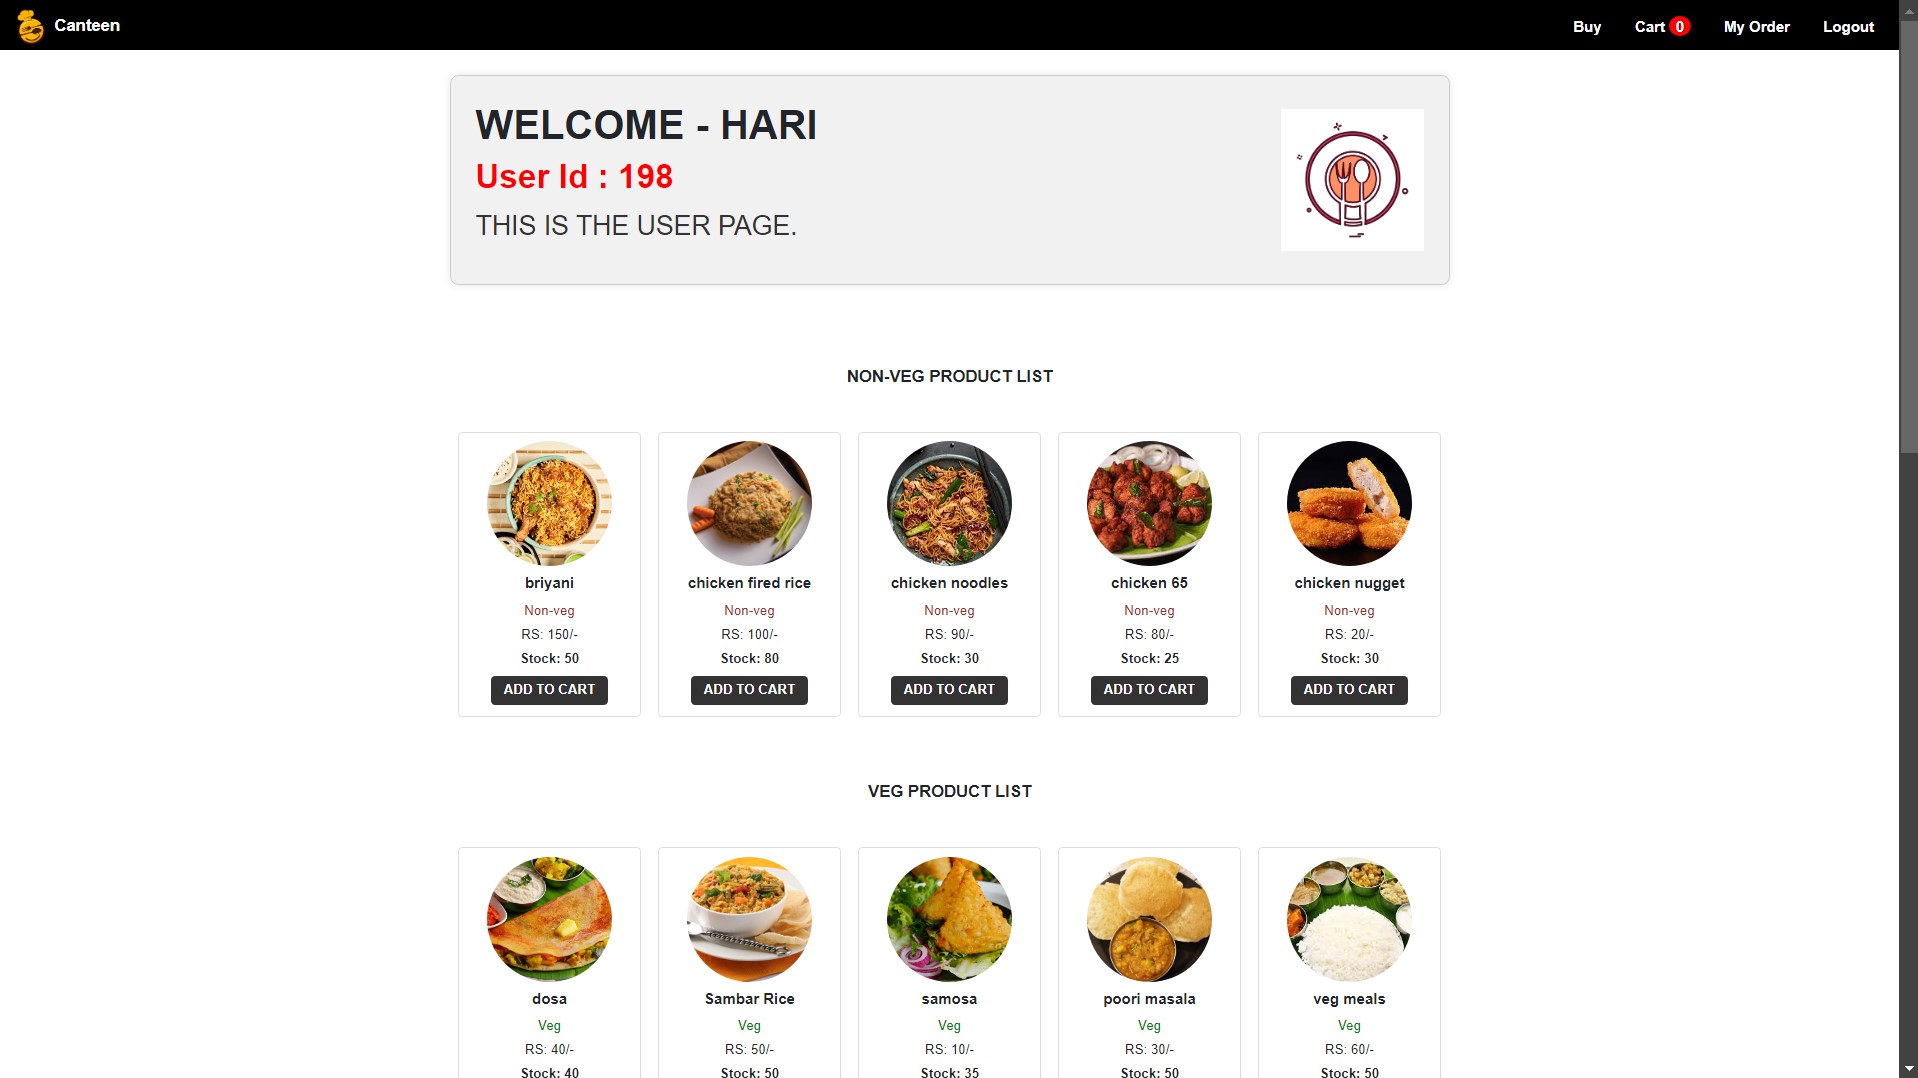 Canteen
Buy Cart 0 My Order Logout
WELCOME - HARI
User Id : 198
THIS IS THE USER PAGE.
NON-VEG PRODUCT LIST
briyani chicken fired rice chicken noodles chicken 65 chicken nugget
Non-veg Non-veg Non-veg Non-veg Non-veg
RS: 150/- RS: 100/- RS: 90/- RS: 80/- RS: 20/-
Stock: 50 Stock: 80 Stock: 30 Stock: 25 Stock: 30
ADD TO CART ADD TO CART ADD TO CART ADD TO CART ADD TO CART
VEG PRODUCT LIST
dosa Sambar Rice samosa poori masala veg meals
Veg Veg Veg Veg Veg
RS: 40/- RS: 50/- RS: 10/- RS: 30/- RS: 60/-
Stock: 40 Stock: 50 Stock: 35 Stock: 50 Stock: 50